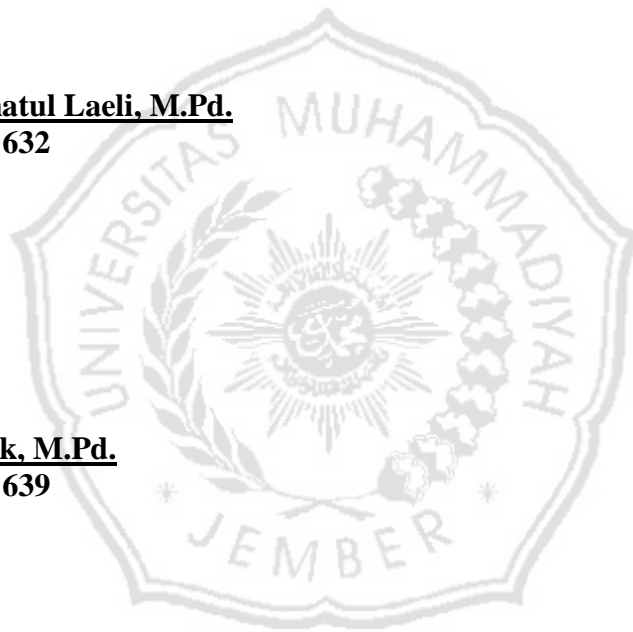 natul Laeli, M.Pd.
632
UNIVERSITAS MUHAMMADIYAH
k, M.Pd.
639
JEMBER